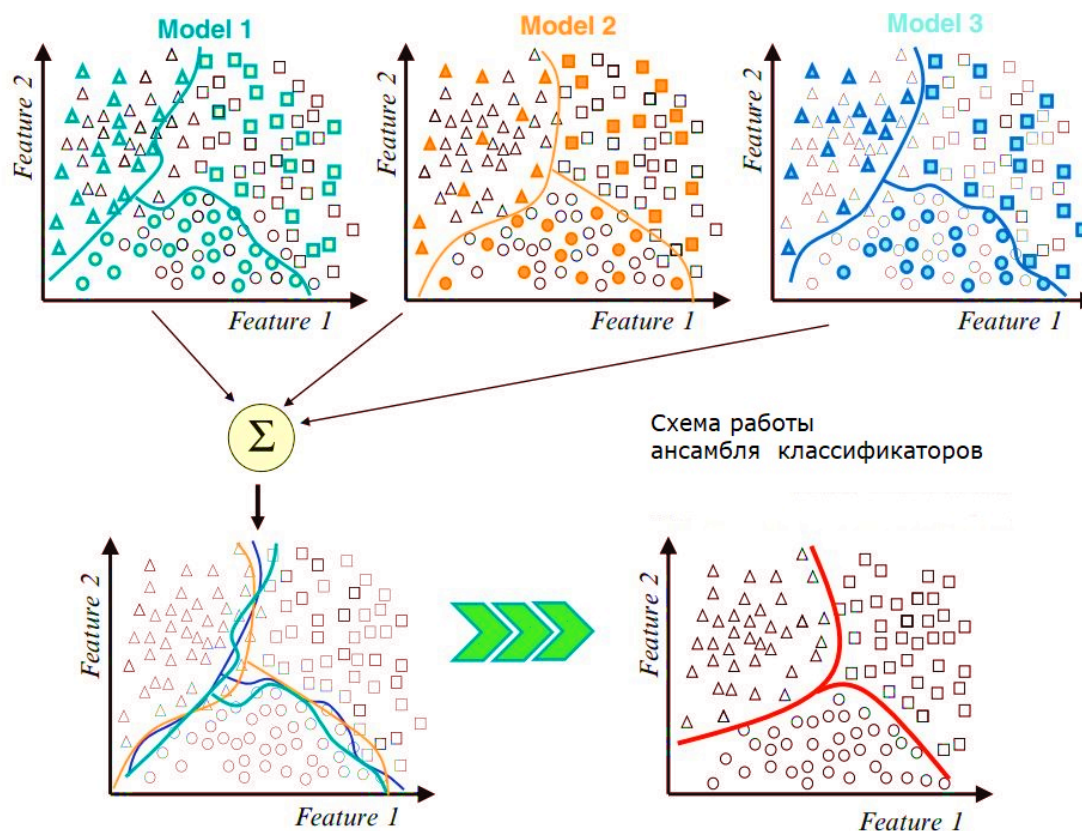 Model 1
Model 2
Model 3
Feature 2
Feature 2
Feature 2
Feature 1
Feature 1
Feature 1
Σ
Схема работы
ансамбля классификаторов
Feature 2
Feature 2
Feature 1
Feature 1